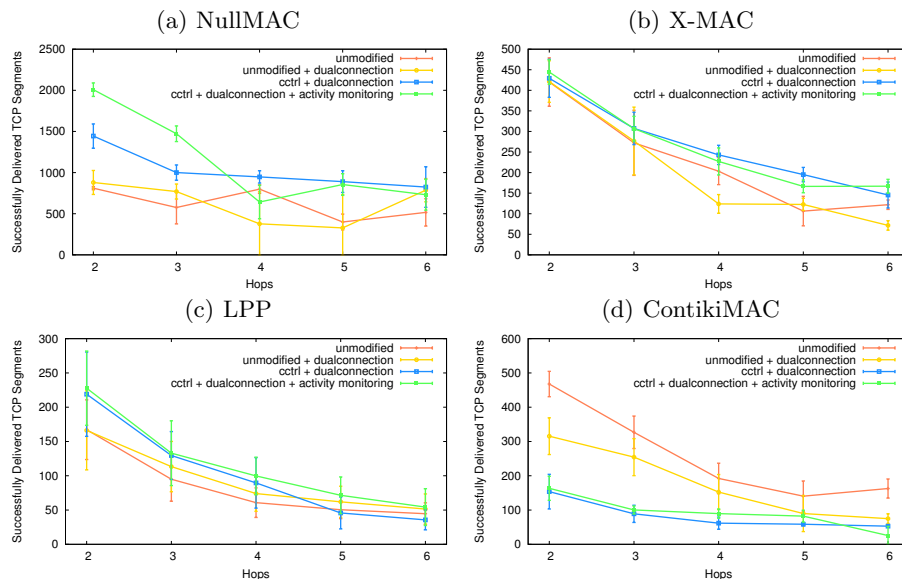 (a) NullMAC
Successfully Delivered TCP Segments
2500
2000
1500
1000
500
0
unmodified
unmodified + dualconnection
cctrl + dualconnection
cctrl + dualconnection + activity monitoring
2 3 4 5 6
Hops
(b) X-MAC
Successfully Delivered TCP Segments
500
450
400
350
300
250
200
150
100
50
0
unmodified
unmodified + dualconnection
cctrl + dualconnection
cctrl + dualconnection + activity monitoring
2 3 4 5 6
Hops
(c) LPP
Successfully Delivered TCP Segments
300
250
200
150
100
50
0
unmodified
unmodified + dualconnection
cctrl + dualconnection
cctrl + dualconnection + activity monitoring
2 3 4 5 6
Hops
(d) ContikiMAC
Successfully Delivered TCP Segments
600
500
400
300
200
100
0
unmodified
unmodified + dualconnection
cctrl + dualconnection
cctrl + dualconnection + activity monitoring
2 3 4 5 6
Hops